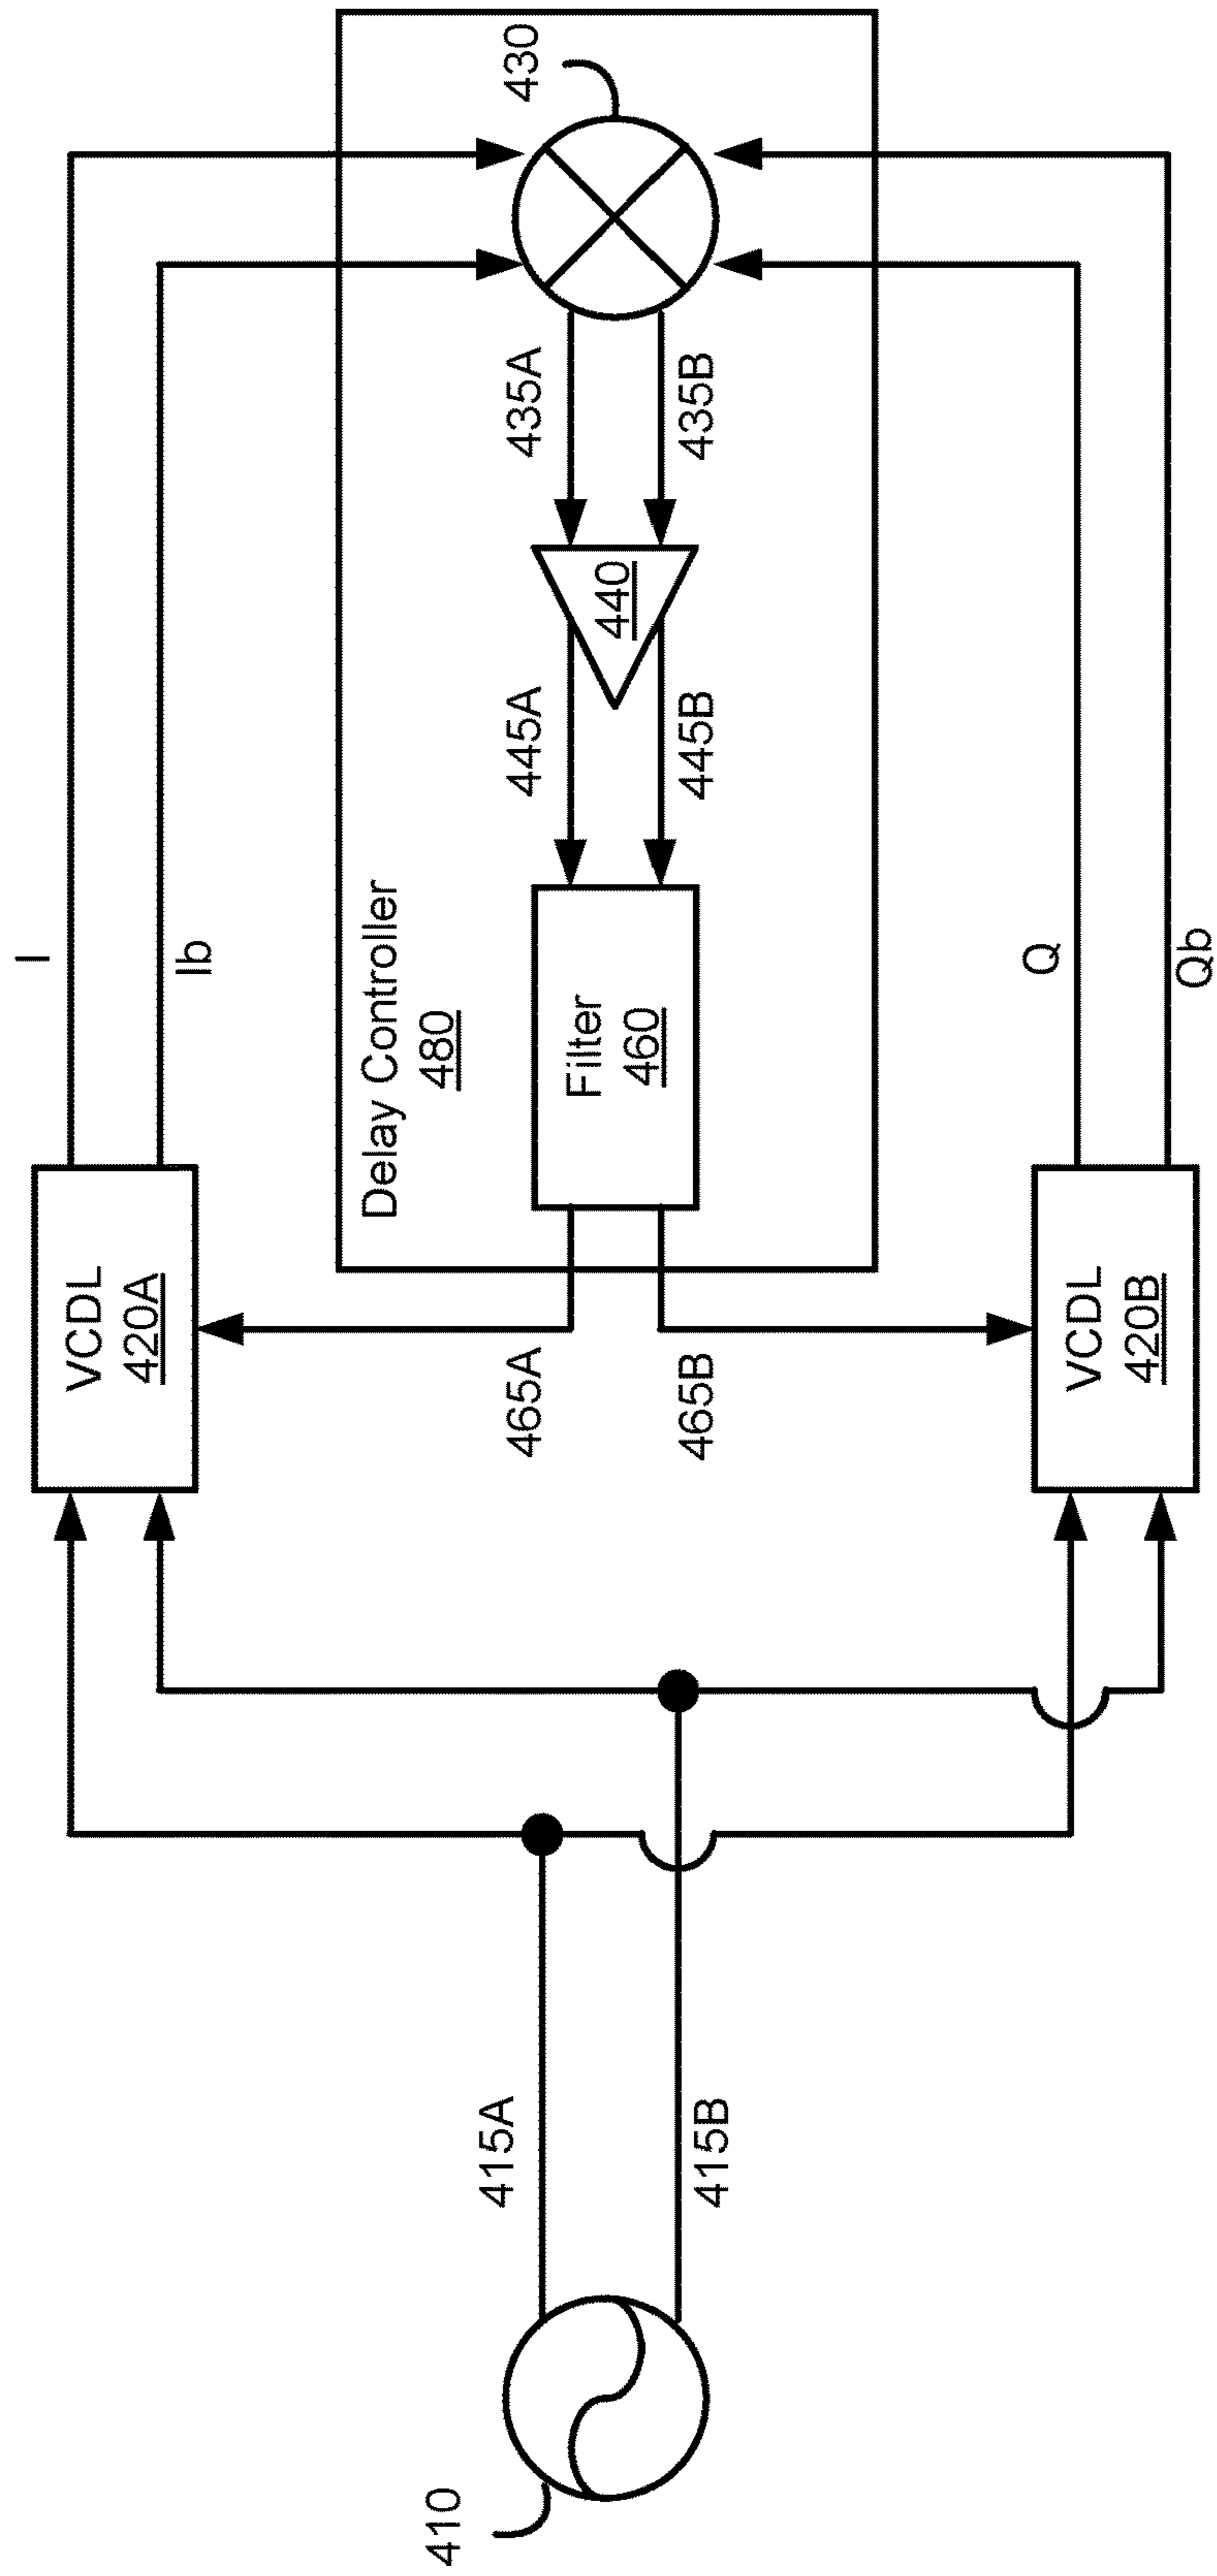 I
Ib
VCDL
420A
430
435A
435B
440
445A
445B
Delay Controller
480
Filter
460
465A
465B
410
415A
415B
Q
Qb
VCDL
420B